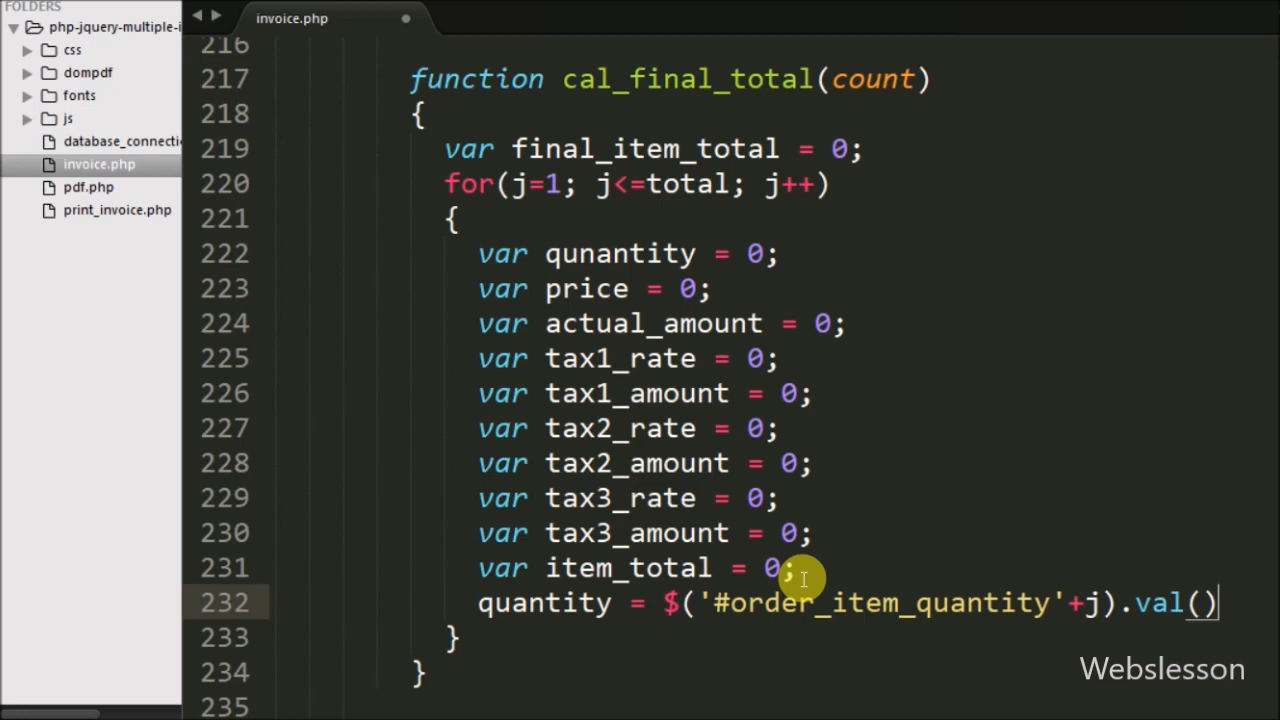 FOLDERS
php-jquery-multiple-i
css
dompdf
fonts
js
database_connecti
invoice.php
pdf.php
print_invoice.php
invoice.php
216
217 function cal_final_total(count)
218 {
219 var final_item_total = 0;
220 for(j=1; j<=total; j++)
221 {
222 var qunantity = 0;
223 var price = 0;
224 var actual_amount = 0;
225 var tax1_rate = 0;
226 var tax1_amount = 0;
227 var tax2_rate = 0;
228 var tax2_amount = 0;
229 var tax3_rate = 0;
230 var tax3_amount = 0;
231 var item_total = 0;
232 quantity = $('#order_item_quantity'+j).val()
233 }
234 }
235
Webslesson